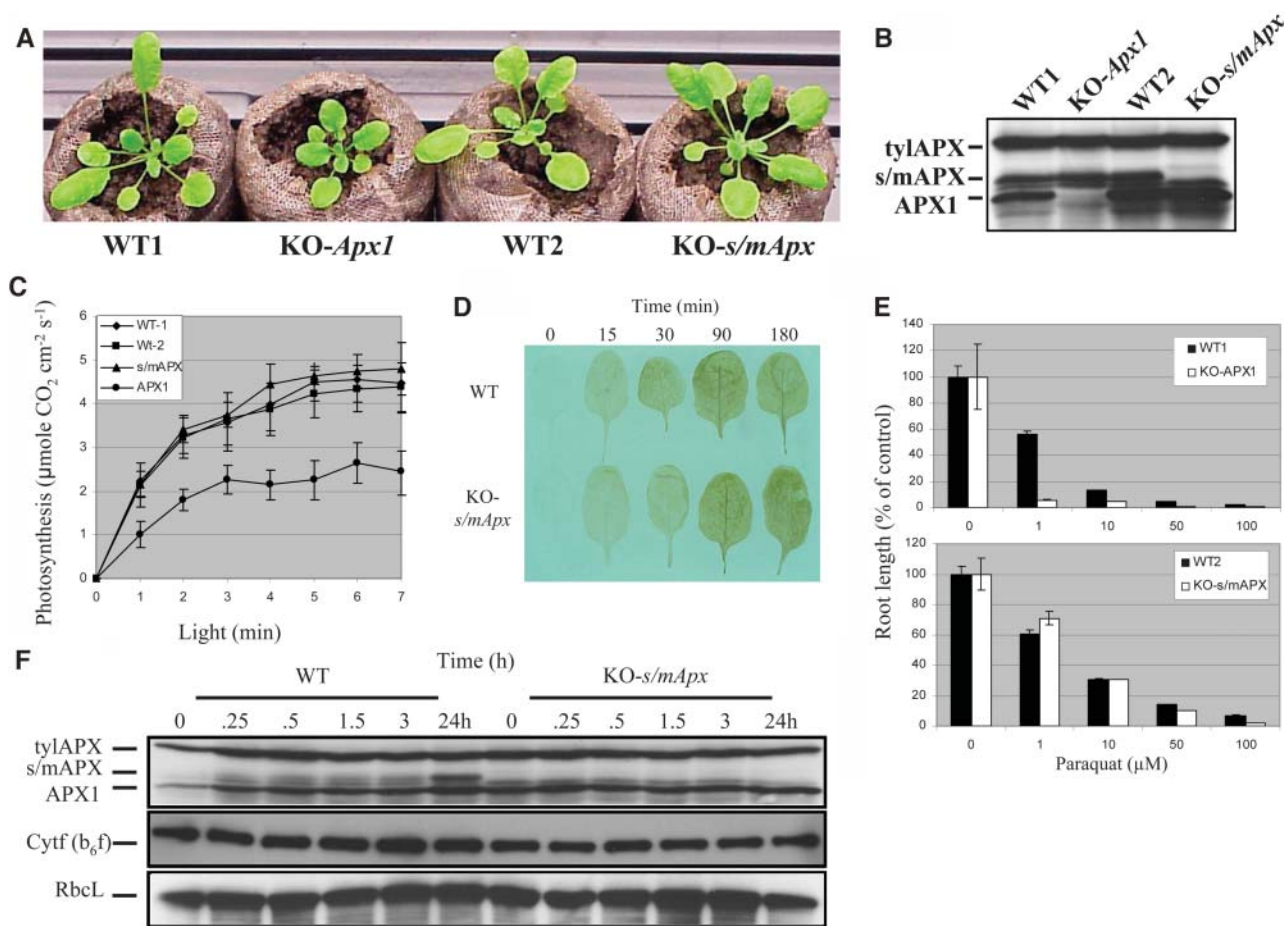 A
WT1 KO-Apx1 WT2 KO-s/mApx
B
WT1 KO-Apx1 WT2 KO-s/mApx
tylAPX
s/mAPX
APX1
C
Photosynthesis (μmole CO₂ cm⁻² s⁻¹)
6
5
4
3
2
1
0
WT-1
Wt-2
s/mAPX
APX1
0 1 2 3 4 5 6 7
Light (min)
D
Time (min)
0 15 30 90 180
WT
KO-
s/mApx
E
Root length (% of control)
140
120
100
80
60
40
20
0
WT1
KO-APX1
0 1 10 50 100
120
100
80
60
40
20
0
WT2
KO-s/mAPX
0 1 10 50 100
Paraquat (μM)
F
Time (h)
WT KO-s/mApx
0 .25 .5 1.5 3 24h 0 .25 .5 1.5 3 24h
tylAPX
s/mAPX
APX1
Cytf (b₆f)
RbcL